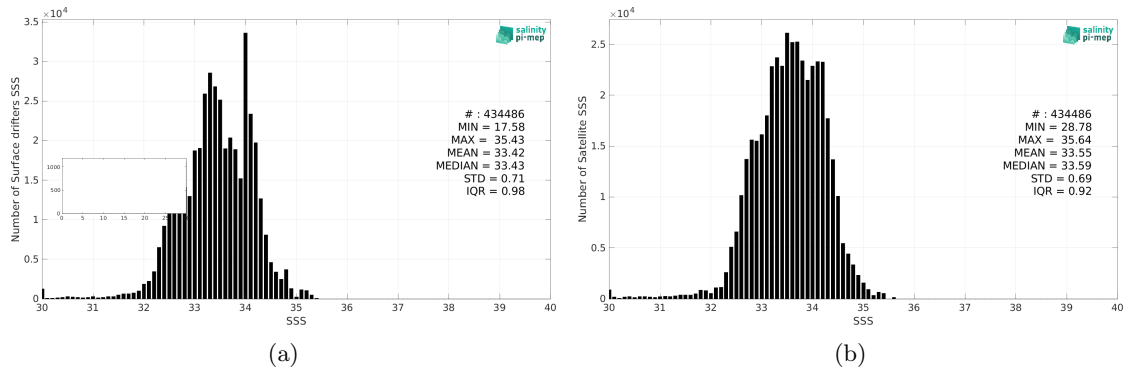 ×10⁴
3.5
3
2.5
2
1.5
1
0.5
0
30 31 32 33 34 35 36 37 38 39 40
Number of Surface drifters SSS
SSS
salinity
pi-mep
# : 434486
MIN = 17.58
MAX = 35.43
MEAN = 33.42
MEDIAN = 33.43
STD = 0.71
IQR = 0.98
1000
500
0
0 5 10 15 20 25
(a)
×10⁴
2.5
2
1.5
1
0.5
0
30 31 32 33 34 35 36 37 38 39 40
Number of Satellite SSS
SSS
salinity
pi-mep
# : 434486
MIN = 28.78
MAX = 35.64
MEAN = 33.55
MEDIAN = 33.59
STD = 0.69
IQR = 0.92
(b)